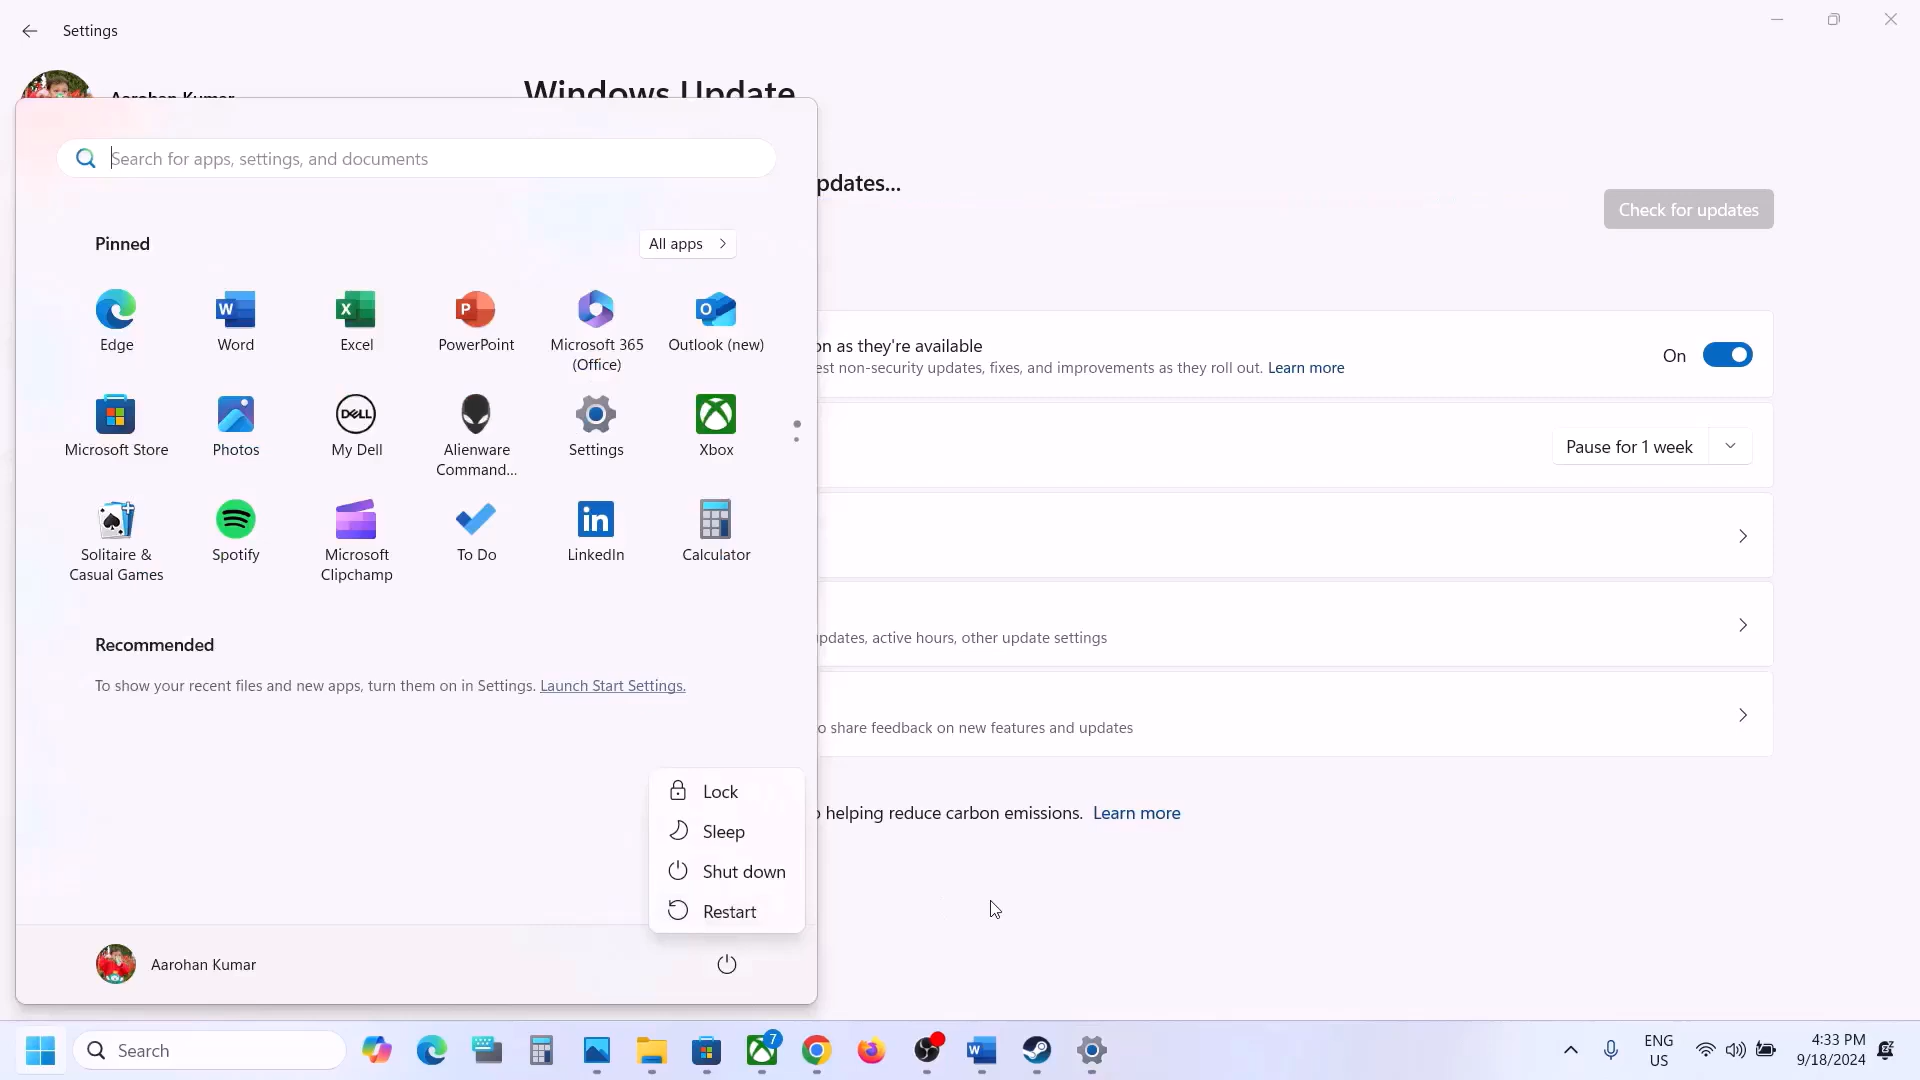 Settings
Aarohan Kumar
Windows Update
Search for apps, settings, and documents
pdates...
Check for updates
Pinned
All apps
Edge
Word
Excel
PowerPoint
Microsoft 365
(Office)
Outlook (new)
on as they're available
est non-security updates, fixes, and improvements as they roll out. Learn more
On
Microsoft Store
Photos
DELL
My Dell
Alienware
Command...
Settings
Xbox
Pause for 1 week
Solitaire &
Casual Games
Spotify
Microsoft
Clipchamp
To Do
in
LinkedIn
Calculator
pdates, active hours, other update settings
Recommended
To show your recent files and new apps, turn them on in Settings. Launch Start Settings.
o share feedback on new features and updates
Lock
Sleep
Shut down
Restart
o helping reduce carbon emissions. Learn more
Aarohan Kumar
Search
7
ENG
US
4:33 PM
9/18/2024